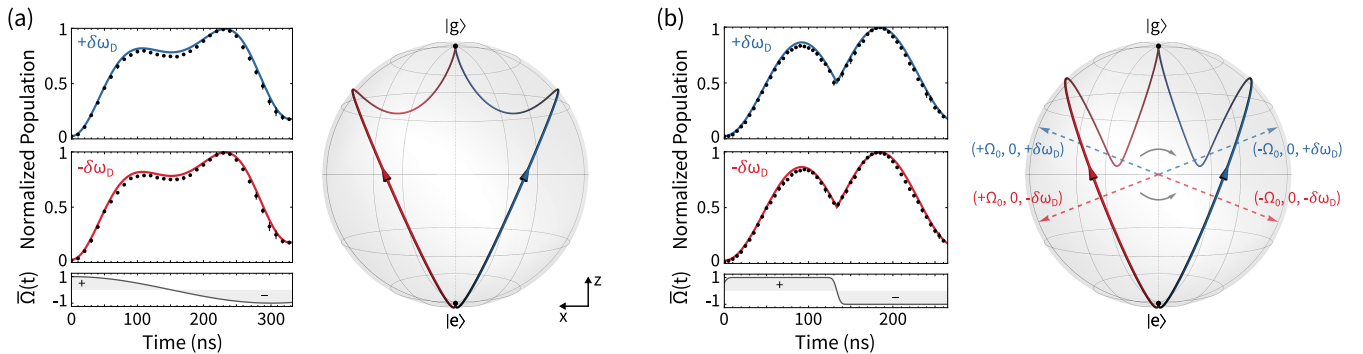 (a)
Normalized Population
1
0.5
0
+δω_D
1
0.5
0
-δω_D
Ω̅(t)
1
-1
+
−
0 100 200 300
Time (ns)
|g⟩
|e⟩
z
x
(b)
Normalized Population
1
0.5
0
+δω_D
1
0.5
0
-δω_D
Ω̅(t)
1
-1
+
−
0 100 200
Time (ns)
|g⟩
(+Ω₀, 0, +δω_D) (-Ω₀, 0, +δω_D)
(+Ω₀, 0, -δω_D) (-Ω₀, 0, -δω_D)
|e⟩